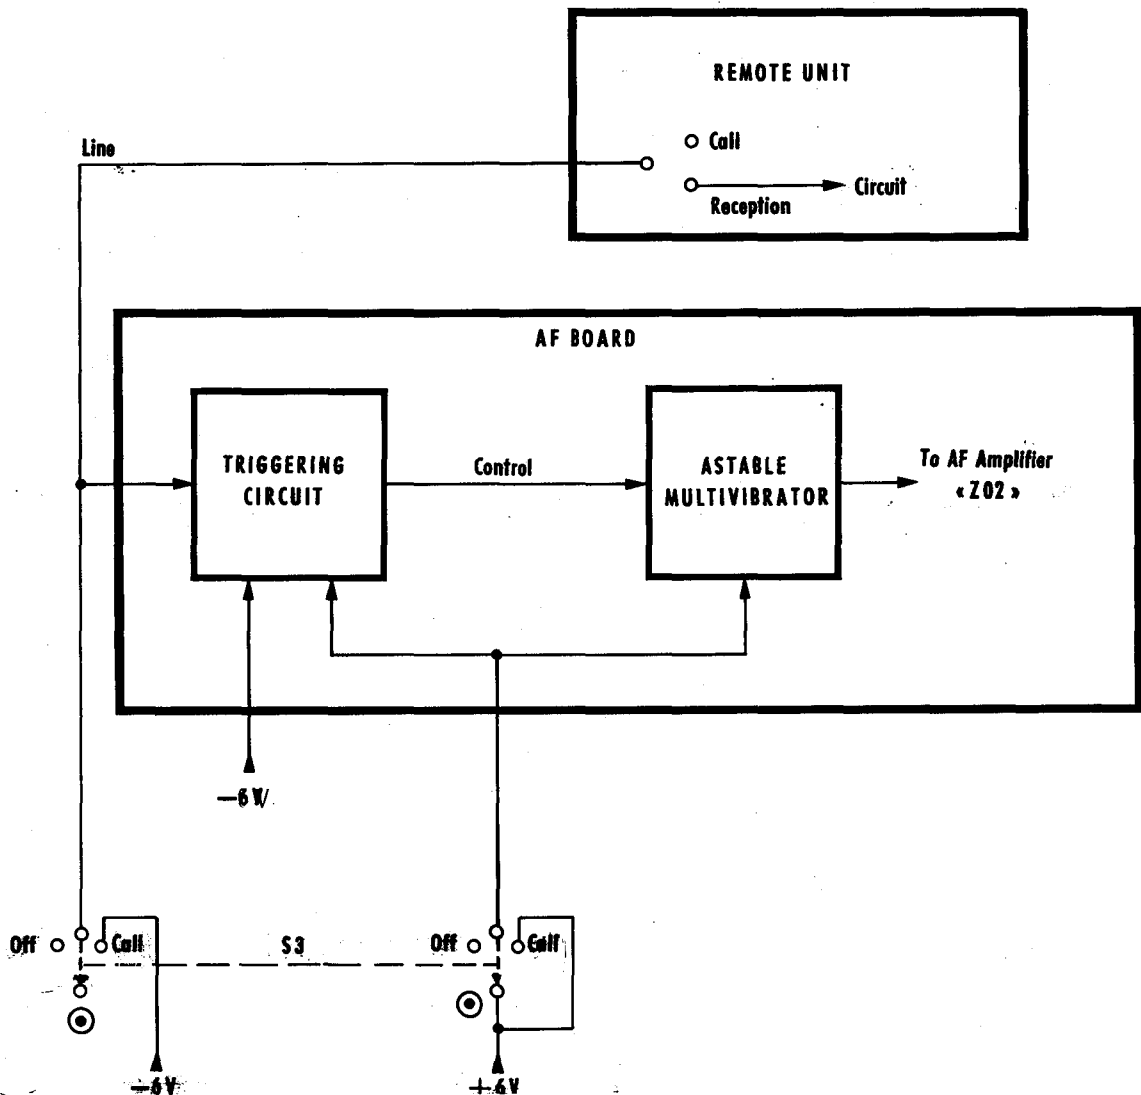 REMOTE UNIT
Call
Line
Circuit
Reception
AF BOARD
TRIGGERING
CIRCUIT
Control
ASTABLE
MULTIVIBRATOR
To AF Amplifier
« Z02 »
—6V
Off
Call
S3
Off
Call
—6V
+6V